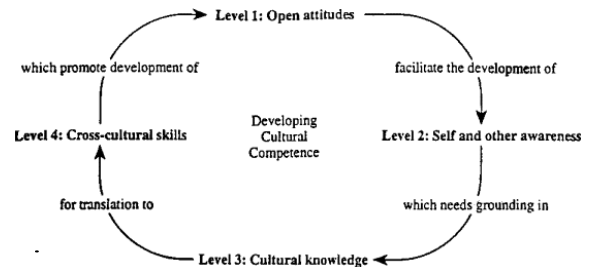 Level 1: Open attitudes
which promote development of
facilitate the development of
Level 4: Cross-cultural skills
Developing
Cultural
Competence
Level 2: Self and other awareness
for translation to
which needs grounding in
Level 3: Cultural knowledge